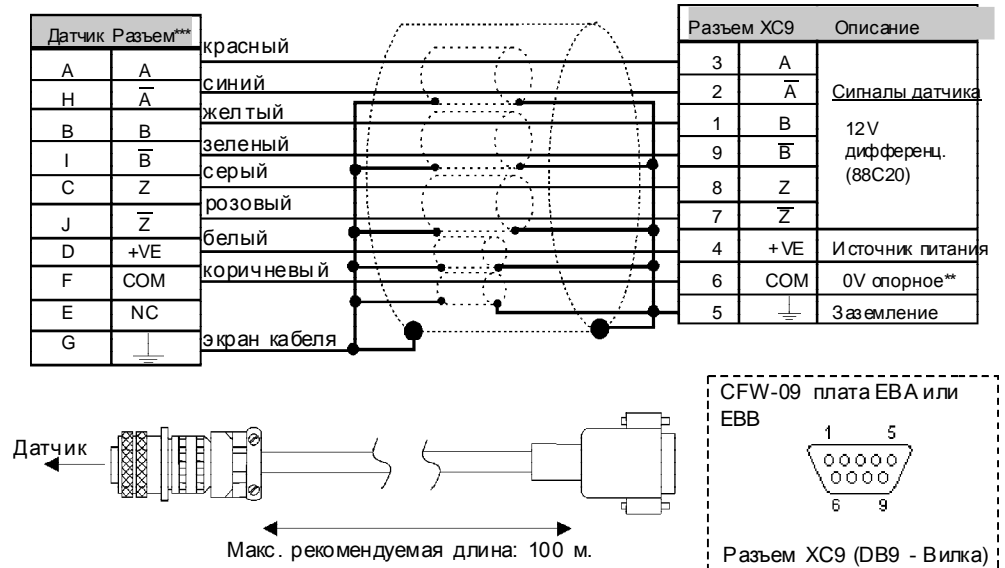 Датчик Разъем***
A A
H A̅
B B
I B̅
C Z
J Z̅
D +VE
F COM
E NC
G
красный
синий
желтый
зеленый
серый
розовый
белый
коричневый
экран кабеля
Разъем XC9 Описание
3 A
2 A̅
1 B
9 B̅
8 Z
7 Z̅
4 +VE Источник питания
6 COM 0V опорное**
5 Заземление
Сигналы датчика
12V
дифференц.
(88C20)
Датчик
Макс. рекомендуемая длина: 100 м.
CFW-09 плата EBA или
EBB
1 5
6 9
Разъем XC9 (DB9 - Вилка)